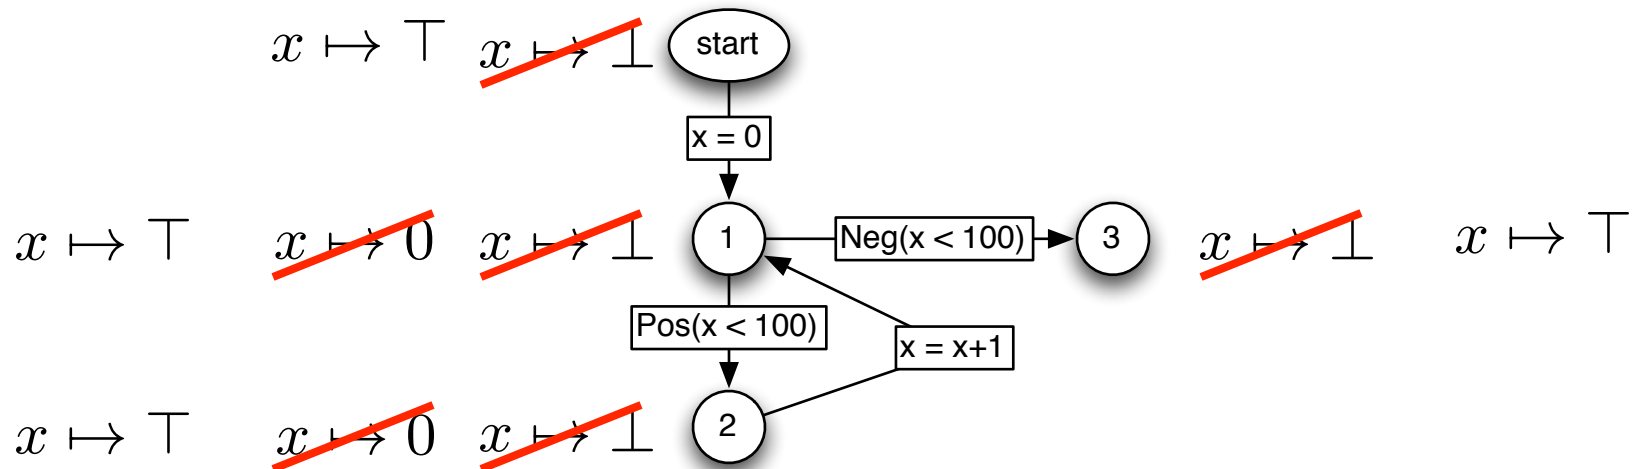 x ↦ ⊤ x ↦ ⊥ start
x = 0
x ↦ ⊤ x ↦ 0 x ↦ ⊥ 1 Neg(x < 100) 3 x ↦ ⊥ x ↦ ⊤
Pos(x < 100)
x = x+1
x ↦ ⊤ x ↦ 0 x ↦ ⊥ 2